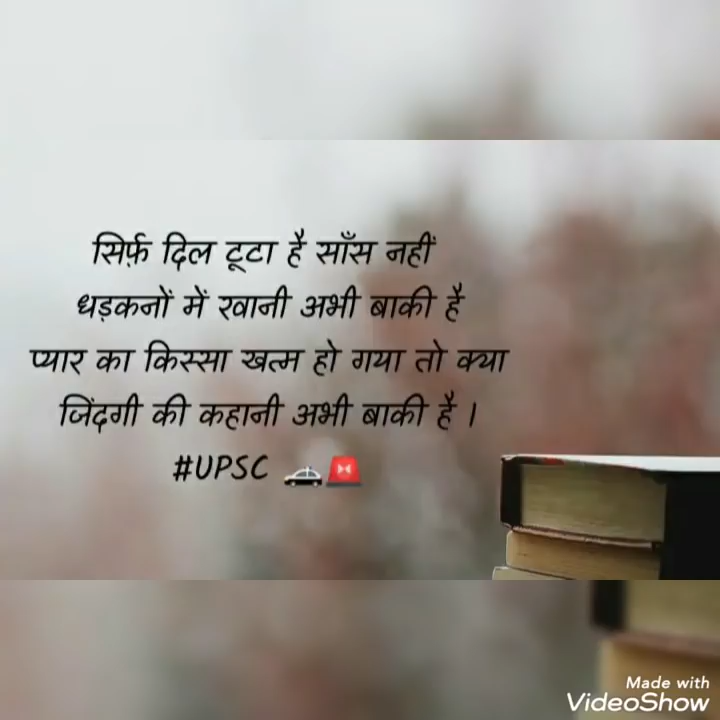 सिर्फ़ दिल टूटा है साँस नहीं
धड़कनों में रवानी अभी बाकी है
प्यार का किस्सा खत्म हो गया तो क्या
जिंदगी की कहानी अभी बाकी है ।
#UPSC 🚓🚨
Made with
VideoShow